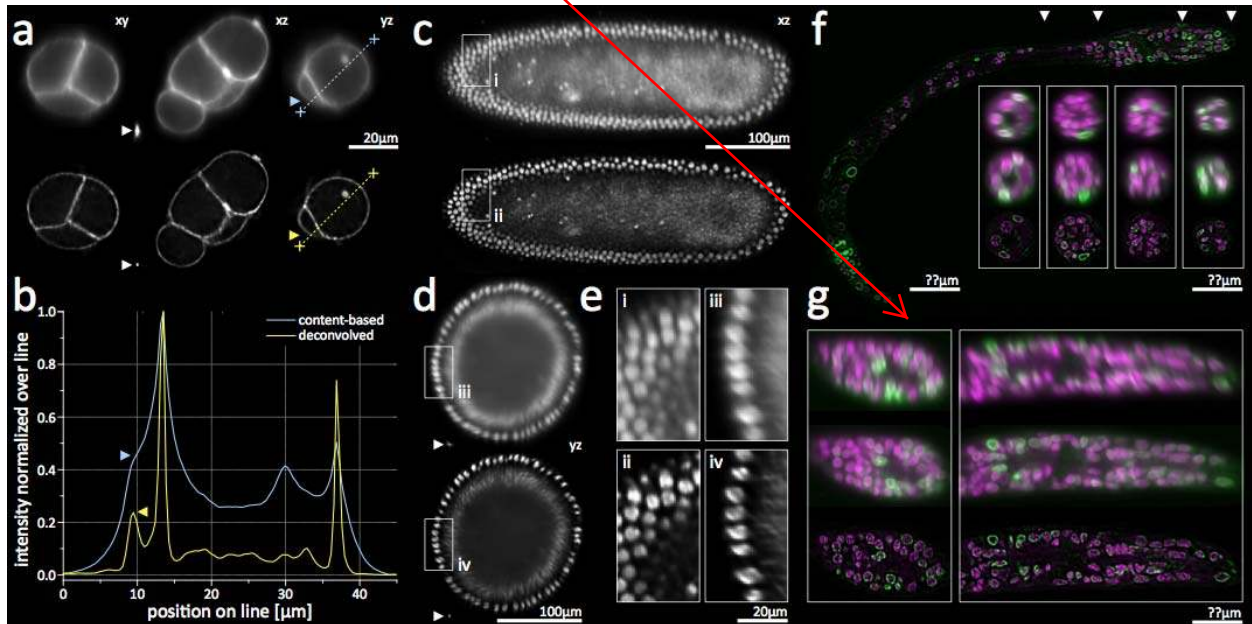 a
xy
xz
yz
20µm
c
xz
i
100µm
ii
f
??µm
??µm
b
content-based
deconvolved
1.0
0.8
0.6
0.4
0.2
0.0
0
10
20
30
40
intensity normalized over line
position on line [µm]
d
iii
yz
iv
100µm
e
i
iii
ii
iv
20µm
g
??µm